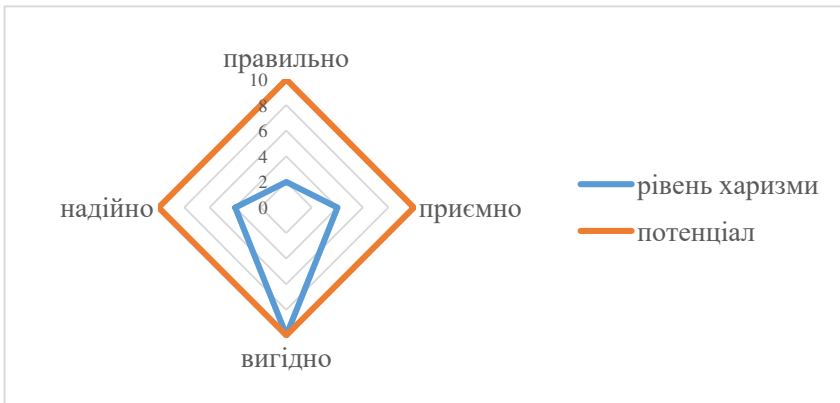 правильно
10
8
6
4
2
0
надійно
приємно
вигідно
рівень харизми
потенціал